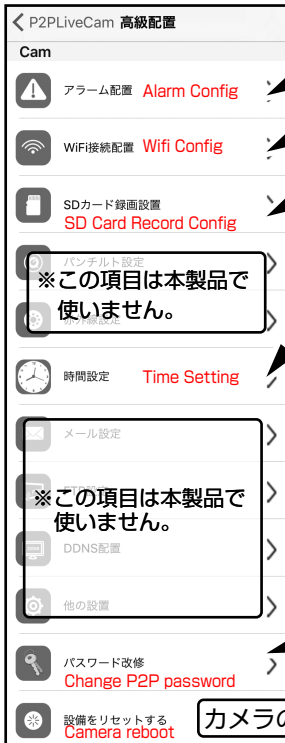 P2PLiveCam 高級配置
Cam
アラーム配置 Alarm Config
WiFi接続配置 Wifi Config
SDカード録画設置
SD Card Record Config
パンチルト設定
※この項目は本製品で
使いません。
赤外線設定
時間設定 Time Setting
メール設定
※この項目は本製品で
使いません。
DDNS配置
他の設置
パスワード改修
Change P2P password
設備をリセットする カメラの
Camera reboot